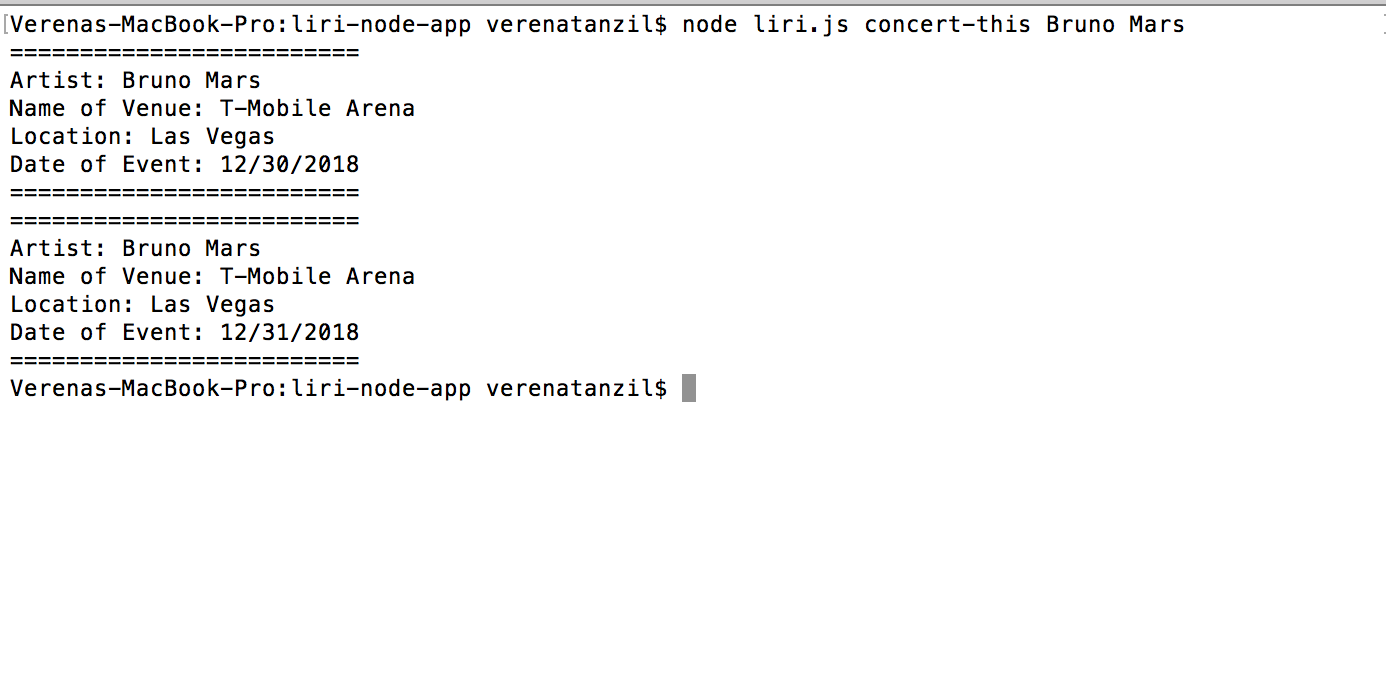 [Verenas-MacBook-Pro:liri-node-app verenatanzil$ node liri.js concert-this Bruno Mars
=========================
Artist: Bruno Mars
Name of Venue: T-Mobile Arena
Location: Las Vegas
Date of Event: 12/30/2018
=========================
=========================
Artist: Bruno Mars
Name of Venue: T-Mobile Arena
Location: Las Vegas
Date of Event: 12/31/2018
=========================
Verenas-MacBook-Pro:liri-node-app verenatanzil$